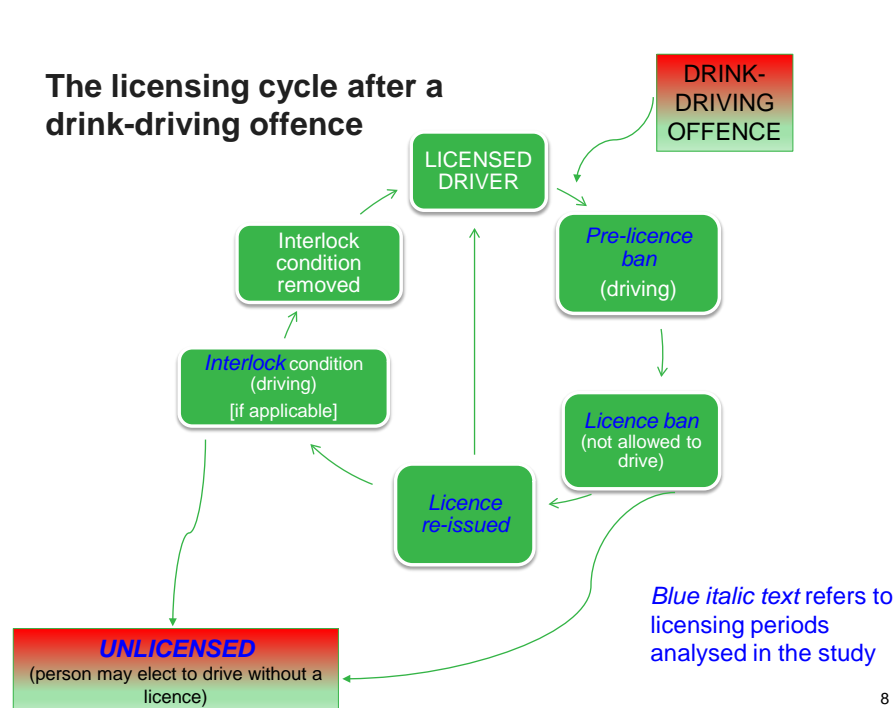 The licensing cycle after a
drink-driving offence
DRINK-
DRIVING
OFFENCE
LICENSED
DRIVER
Pre-licence
ban
(driving)
Licence ban
(not allowed to
drive)
Licence
re-issued
Interlock condition
(driving)
[if applicable]
Interlock
condition
removed
UNLICENSED
(person may elect to drive without a
licence)
Blue italic text refers to
licensing periods
analysed in the study
8